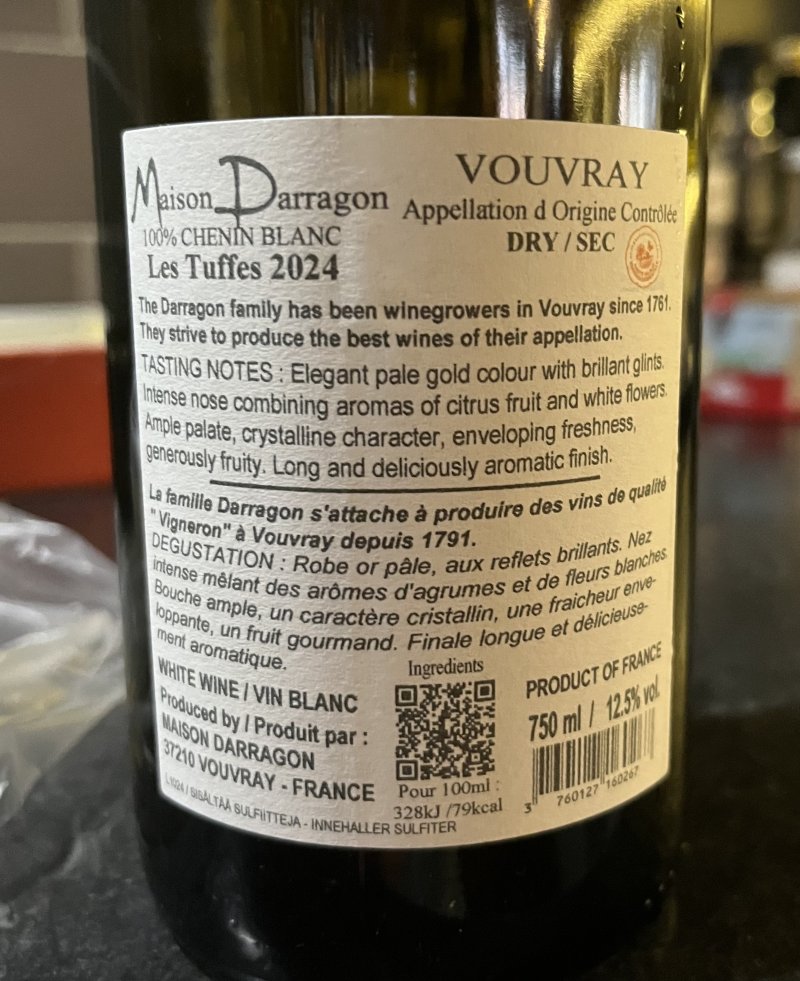 Maison Darragon
100% CHENIN BLANC
Les Tuffes 2024
VOUVRAY
Appellation d Origine Contrôlée
DRY / SEC
The Darragon family has been winegrowers in Vouvray since 1761.
They strive to produce the best wines of their appellation.
TASTING NOTES : Elegant pale gold colour with brillant glints.
Intense nose combining aromas of citrus fruit and white flowers.
Ample palate, crystalline character, enveloping freshness,
generously fruity. Long and deliciously aromatic finish.
La famille Darragon s'attache à produire des vins de qualité
"Vigneron" à Vouvray depuis 1791.
DEGUSTATION : Robe or pâle, aux reflets brillants. Nez
intense mêlant des arômes d'agrumes et de fleurs blanches.
Bouche ample, un caractère cristallin, une fraicheur enve-
loppante, un fruit gourmand. Finale longue et délicieuse-
ment aromatique.
WHITE WINE / VIN BLANC
Produced by / Produit par :
MAISON DARRAGON
37210 VOUVRAY - FRANCE
L1024 / SISÄLTÄÄ SULFIITTEJA - INNEHALLER SULFITER
Ingredients
Pour 100ml :
328kJ /79kcal
PRODUCT OF FRANCE
750 ml / 12.5% vol.
3 760127 160267